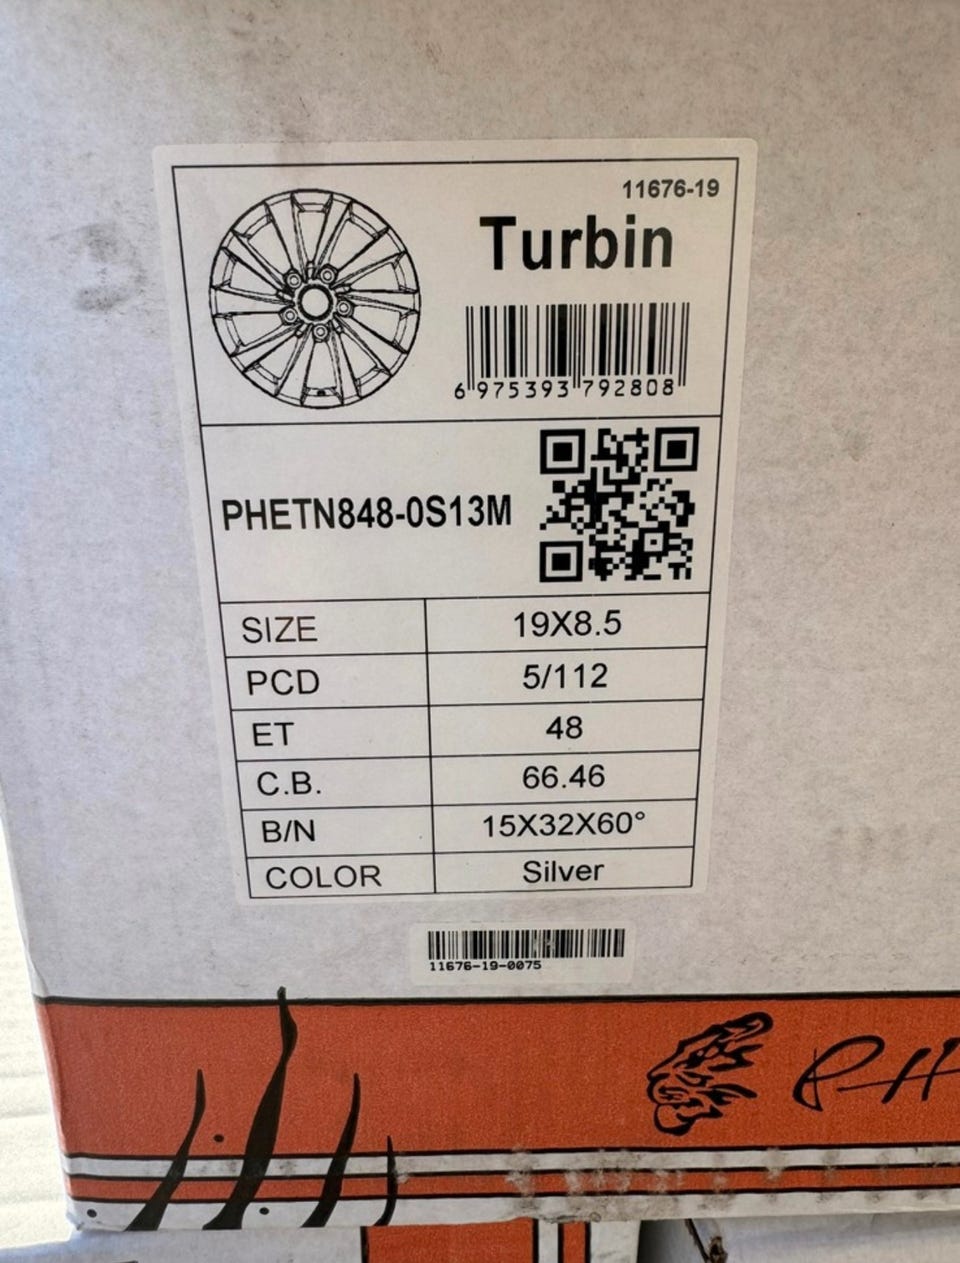 11676-19
Turbin
6 975393 792808
PHETN848-0S13M
SIZE 19X8.5
PCD 5/112
ET 48
C.B. 66.46
B/N 15X32X60°
COLOR Silver
11676-19-0075